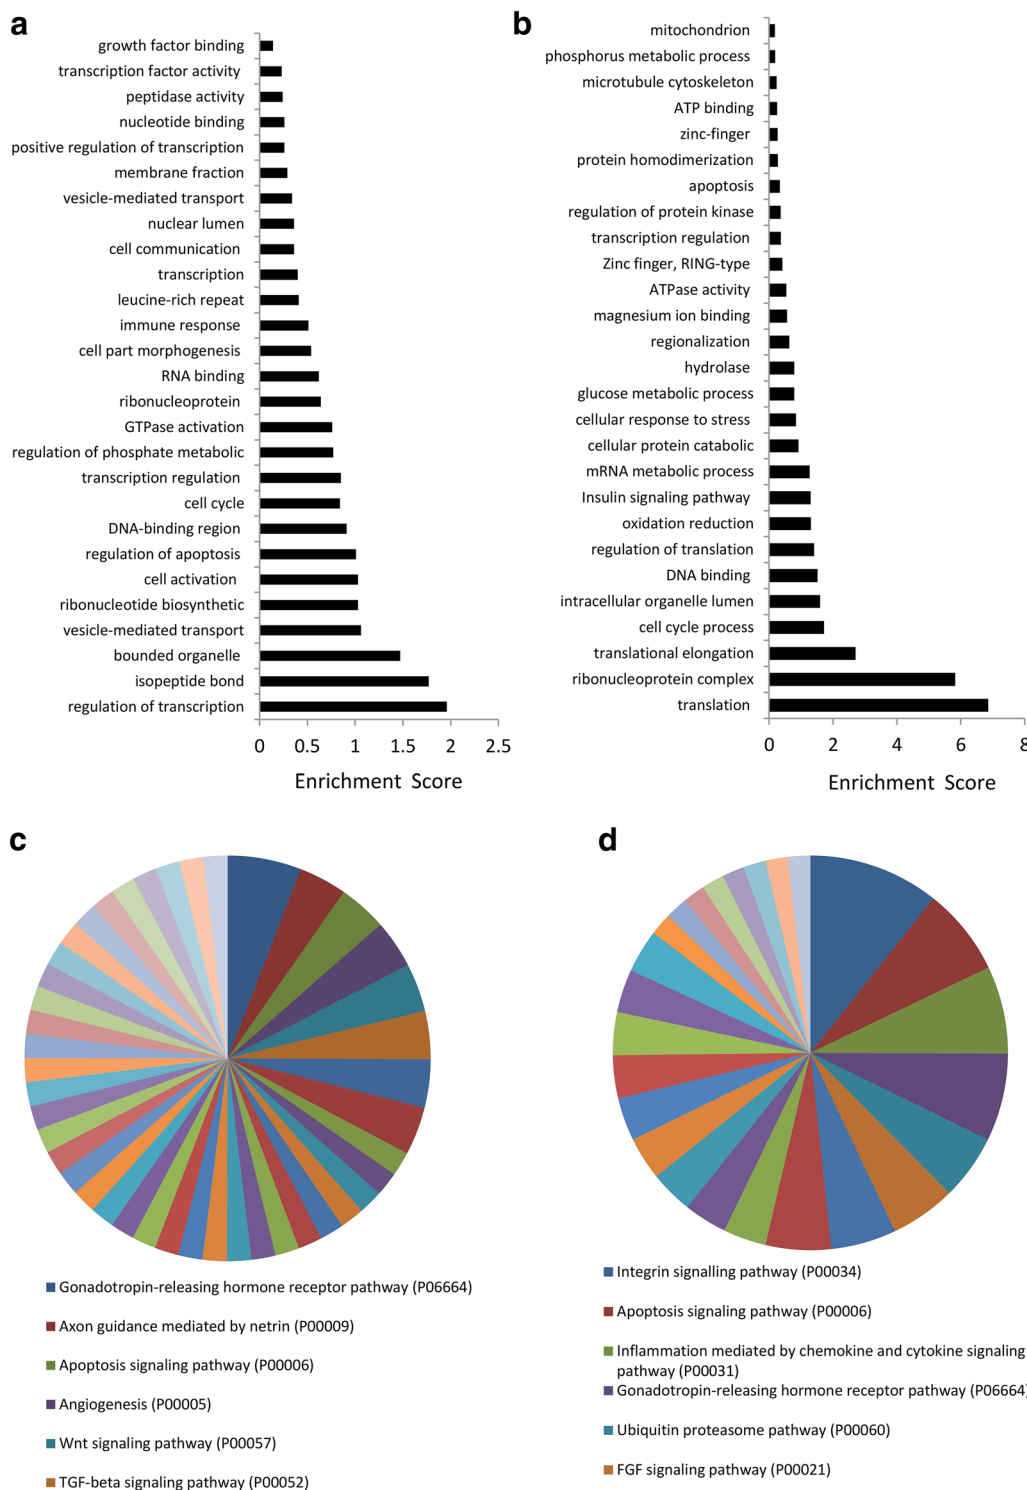 a
growth factor binding
transcription factor activity
peptidase activity
nucleotide binding
positive regulation of transcription
membrane fraction
vesicle-mediated transport
nuclear lumen
cell communication
transcription
leucine-rich repeat
immune response
cell part morphogenesis
RNA binding
ribonucleoprotein
GTPase activation
regulation of phosphate metabolic
transcription regulation
cell cycle
DNA-binding region
regulation of apoptosis
cell activation
ribonucleotide biosynthetic
vesicle-mediated transport
bounded organelle
isopeptide bond
regulation of transcription
0 0.5 1 1.5 2 2.5
Enrichment Score
b
mitochondrion
phosphorus metabolic process
microtubule cytoskeleton
ATP binding
zinc-finger
protein homodimerization
apoptosis
regulation of protein kinase
transcription regulation
Zinc finger, RING-type
ATPase activity
magnesium ion binding
regionalization
hydrolase
glucose metabolic process
cellular response to stress
cellular protein catabolic
mRNA metabolic process
Insulin signaling pathway
oxidation reduction
regulation of translation
DNA binding
intracellular organelle lumen
cell cycle process
translational elongation
ribonucleoprotein complex
translation
0 2 4 6 8
Enrichment Score
c
Gonadotropin-releasing hormone receptor pathway (P06664)
Axon guidance mediated by netrin (P00009)
Apoptosis signaling pathway (P00006)
Angiogenesis (P00005)
Wnt signaling pathway (P00057)
TGF-beta signaling pathway (P00052)
d
Integrin signalling pathway (P00034)
Apoptosis signaling pathway (P00006)
Inflammation mediated by chemokine and cytokine signaling
pathway (P00031)
Gonadotropin-releasing hormone receptor pathway (P06664)
Ubiquitin proteasome pathway (P00060)
FGF signaling pathway (P00021)